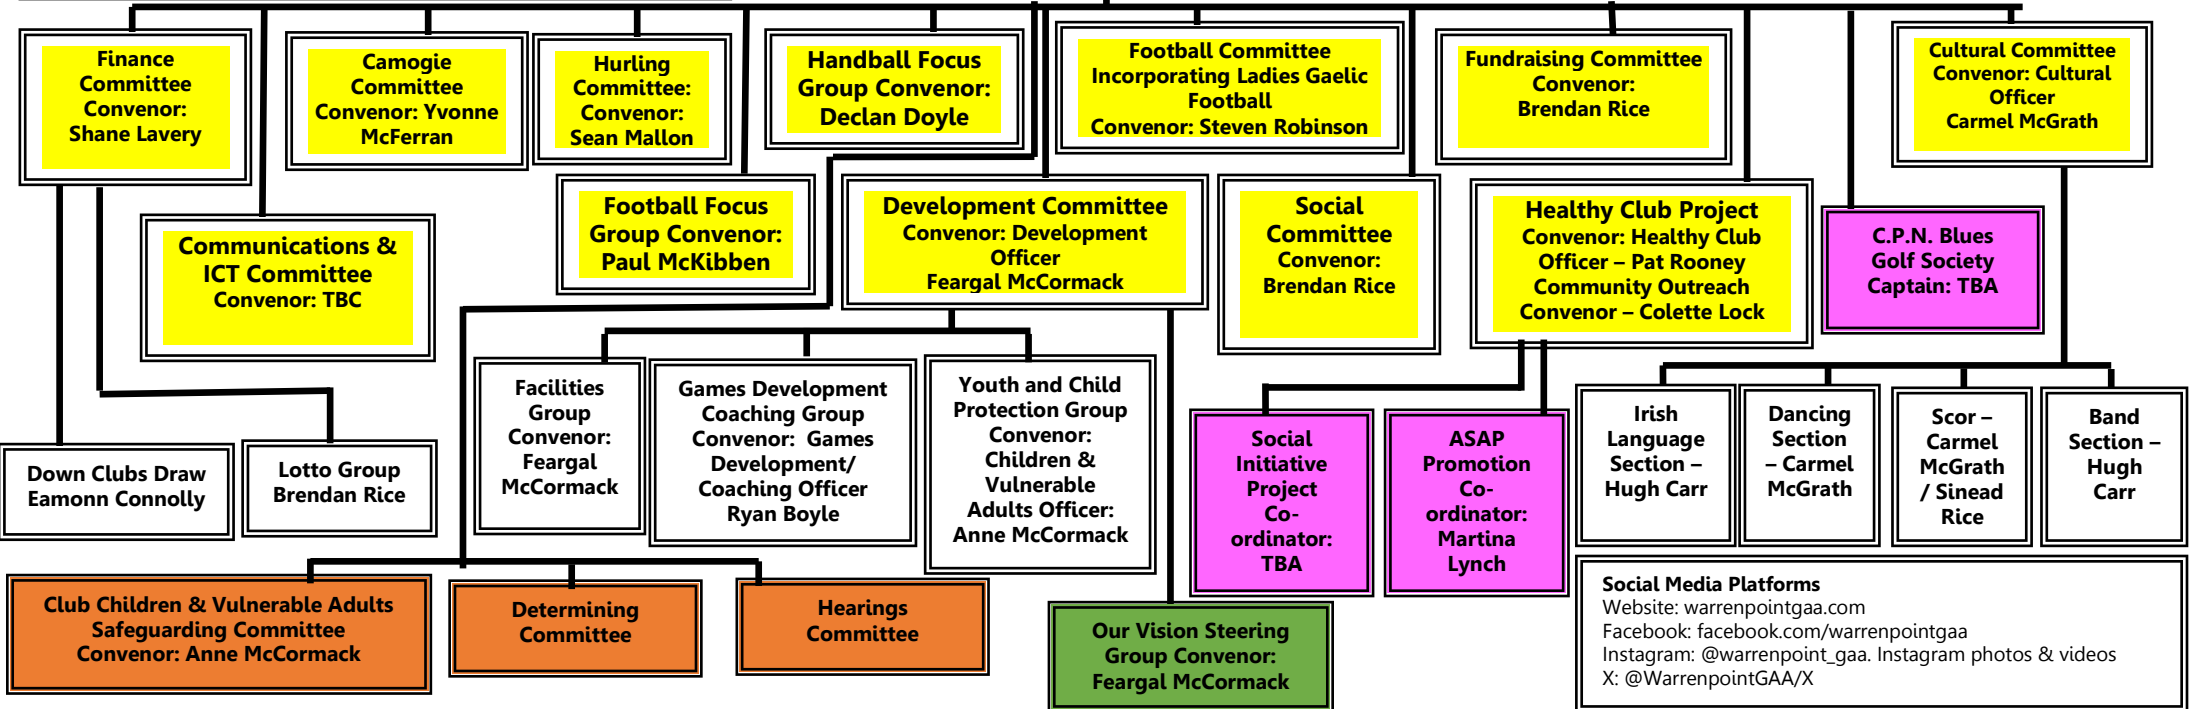 Finance
Committee
Convenor:
Shane Lavery
Camogie
Committee
Convenor: Yvonne
McFerran
Hurling
Committee:
Convenor:
Sean Mallon
Handball Focus
Group Convenor:
Declan Doyle
Football Committee
Incorporating Ladies Gaelic
Football
Convenor: Steven Robinson
Fundraising Committee
Convenor:
Brendan Rice
Cultural Committee
Convenor: Cultural
Officer
Carmel McGrath
Communications &
ICT Committee
Convenor: TBC
Football Focus
Group Convenor:
Paul McKibben
Development Committee
Convenor: Development
Officer
Feargal McCormack
Social
Committee
Convenor:
Brendan Rice
Healthy Club Project
Convenor: Healthy Club
Officer – Pat Rooney
Community Outreach
Convenor – Colette Lock
C.P.N. Blues
Golf Society
Captain: TBA
Down Clubs Draw
Eamonn Connolly
Lotto Group
Brendan Rice
Facilities
Group
Convenor:
Feargal
McCormack
Games Development
Coaching Group
Convenor:  Games
Development/
Coaching Officer
Ryan Boyle
Youth and Child
Protection Group
Convenor:
Children &
Vulnerable
Adults Officer:
Anne McCormack
Social
Initiative
Project
Co-
ordinator:
TBA
ASAP
Promotion
Co-
ordinator:
Martina
Lynch
Irish
Language
Section –
Hugh Carr
Dancing
Section
– Carmel
McGrath
Scor –
Carmel
McGrath
/ Sinead
Rice
Band
Section –
Hugh
Carr
Club Children & Vulnerable Adults
Safeguarding Committee
Convenor: Anne McCormack
Determining
Committee
Hearings
Committee
Our Vision Steering
Group Convenor:
Feargal McCormack
Social Media Platforms
Website: warrenpointgaa.com
Facebook: facebook.com/warrenpointgaa
Instagram: @warrenpoint_gaa. Instagram photos & videos
X: @WarrenpointGAA/X